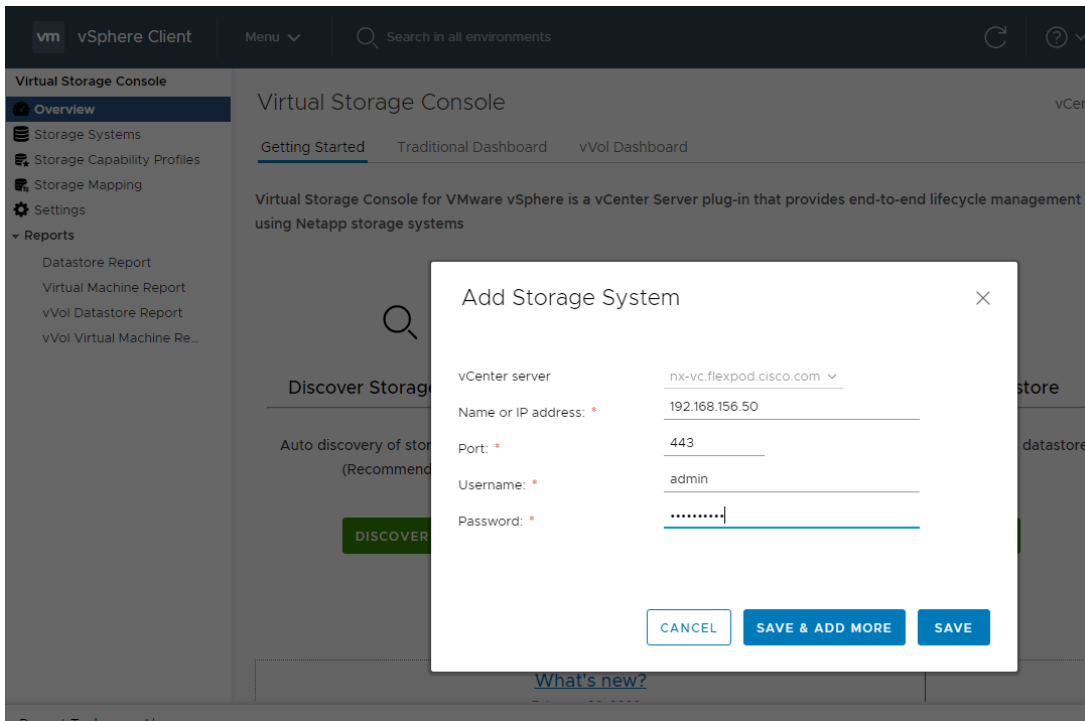 vm vSphere Client Menu Search in all environments
Virtual Storage Console
Overview
Storage Systems
Storage Capability Profiles
Storage Mapping
Settings
Reports
Datastore Report
Virtual Machine Report
vVol Datastore Report
vVol Virtual Machine Re...
Virtual Storage Console
vCer
Getting Started Traditional Dashboard vVol Dashboard
Virtual Storage Console for VMware vSphere is a vCenter Server plug-in that provides end-to-end lifecycle management
using Netapp storage systems
Discover Storag
store
Auto discovery of stor
datastore
(Recommend
DISCOVER
Add Storage System
vCenter server nx-vc.flexpod.cisco.com
Name or IP address: * 192.168.156.50
Port: * 443
Username: * admin
Password: * ••••••••••
CANCEL SAVE & ADD MORE SAVE
What's new?